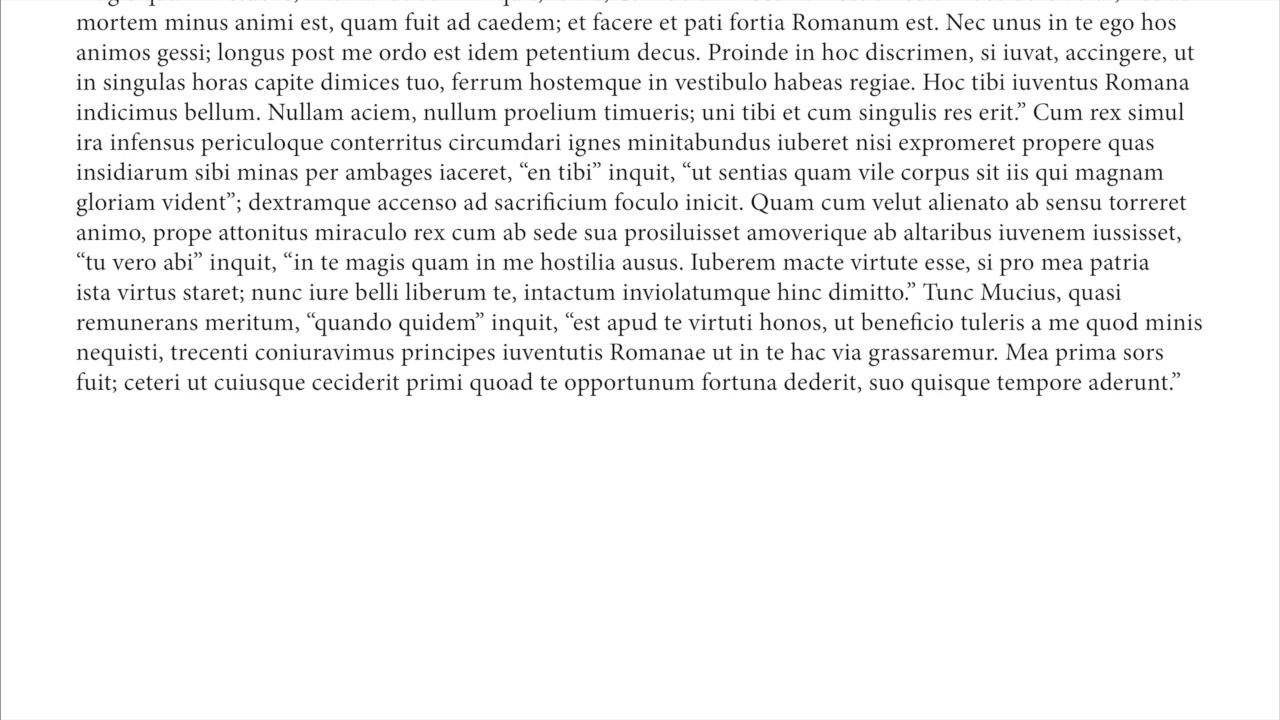 mortem minus animi est, quam fuit ad caedem; et facere et pati fortia Romanum est. Nec unus in te ego hos
animos gessi; longus post me ordo est idem petentium decus. Proinde in hoc discrimen, si iuvat, accingere, ut
in singulas horas capite dimices tuo, ferrum hostemque in vestibulo habeas regiae. Hoc tibi iuventus Romana
indicimus bellum. Nullam aciem, nullum proelium timueris; uni tibi et cum singulis res erit.” Cum rex simul
ira infensus periculoque conterritus circumdari ignes minitabundus iuberet nisi expromeret propere quas
insidiarum sibi minas per ambages iaceret, “en tibi” inquit, “ut sentias quam vile corpus sit iis qui magnam
gloriam vident”; dextramque accenso ad sacrificium foculo inicit. Quam cum velut alienato ab sensu torreret
animo, prope attonitus miraculo rex cum ab sede sua prosiluisset amoverique ab altaribus iuvenem iussisset,
“tu vero abi” inquit, “in te magis quam in me hostilia ausus. Iuberem macte virtute esse, si pro mea patria
ista virtus staret; nunc iure belli liberum te, intactum inviolatumque hinc dimitto.” Tunc Mucius, quasi
remunerans meritum, “quando quidem” inquit, “est apud te virtuti honos, ut beneficio tuleris a me quod minis
nequisti, trecenti coniuravimus principes iuventutis Romanae ut in te hac via grassaremur. Mea prima sors
fuit; ceteri ut cuiusque ceciderit primi quoad te opportunum fortuna dederit, suo quisque tempore aderunt.”